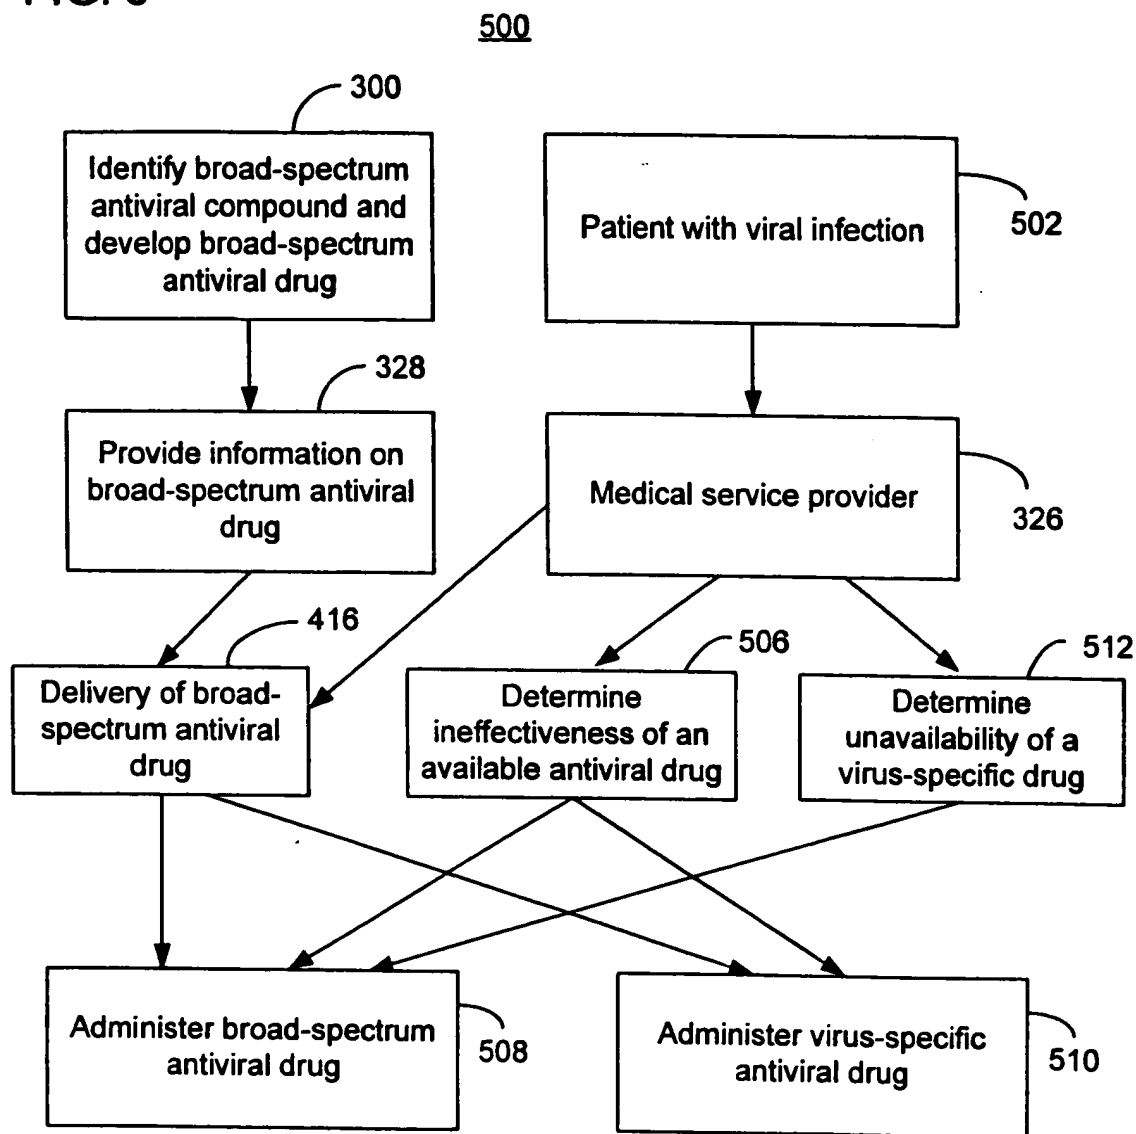 500
300
Identify broad-spectrum
antiviral compound and
develop broad-spectrum
antiviral drug
Patient with viral infection
502
328
Provide information on
broad-spectrum antiviral
drug
Medical service provider
326
416
Delivery of broad-
spectrum antiviral
drug
506
Determine
ineffectiveness of an
available antiviral drug
512
Determine
unavailability of a
virus-specific drug
Administer broad-spectrum
antiviral drug
508
Administer virus-specific
antiviral drug
510